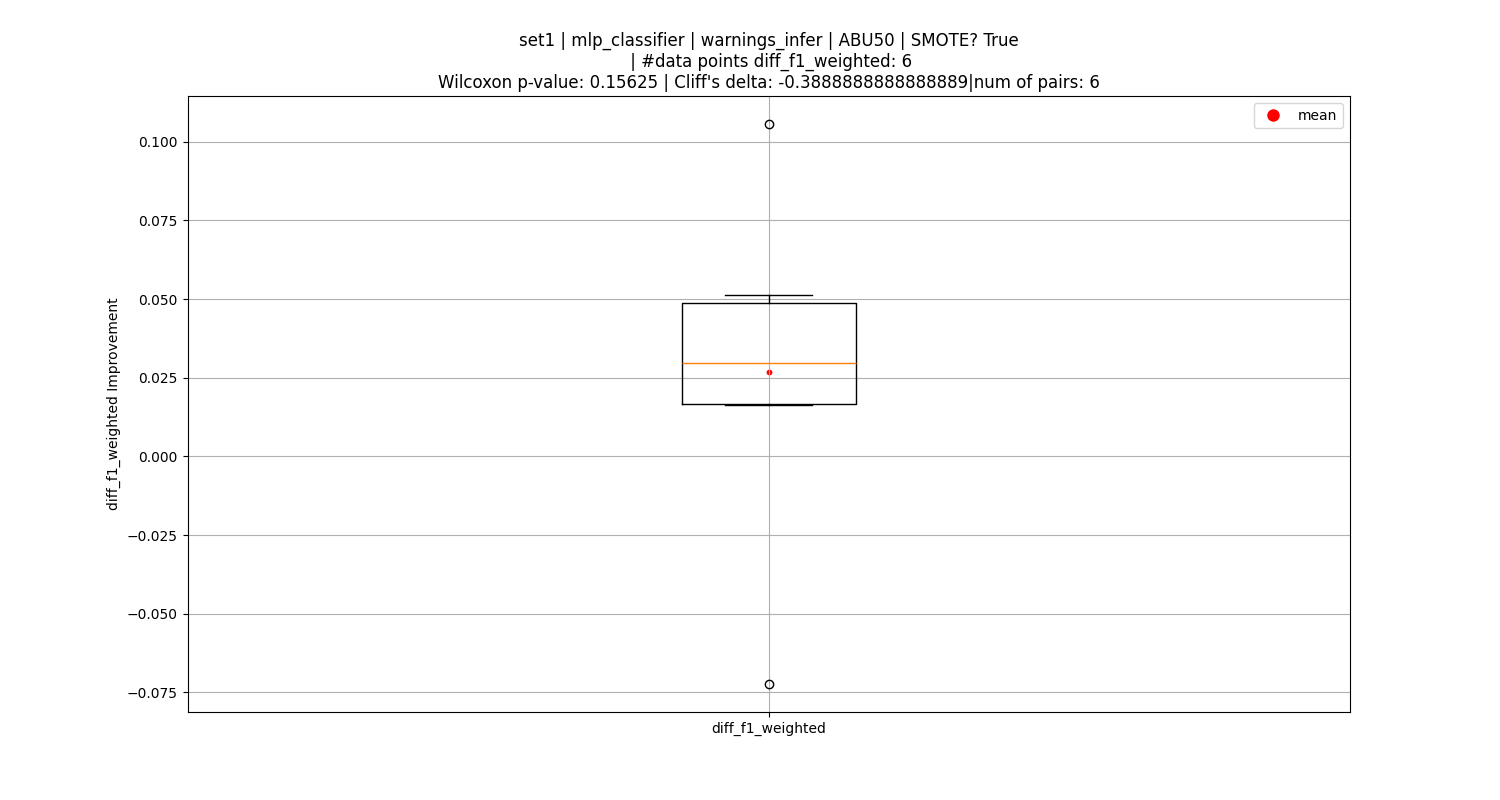 set1 | mlp_classifier | warnings_infer | ABU50 | SMOTE? True
| #data points diff_f1_weighted: 6
Wilcoxon p-value: 0.15625 | Cliff's delta: -0.3888888888888889|num of pairs: 6
mean
0.100
0.075
0.050
0.025
0.000
−0.025
−0.050
−0.075
diff_f1_weighted Improvement
diff_f1_weighted